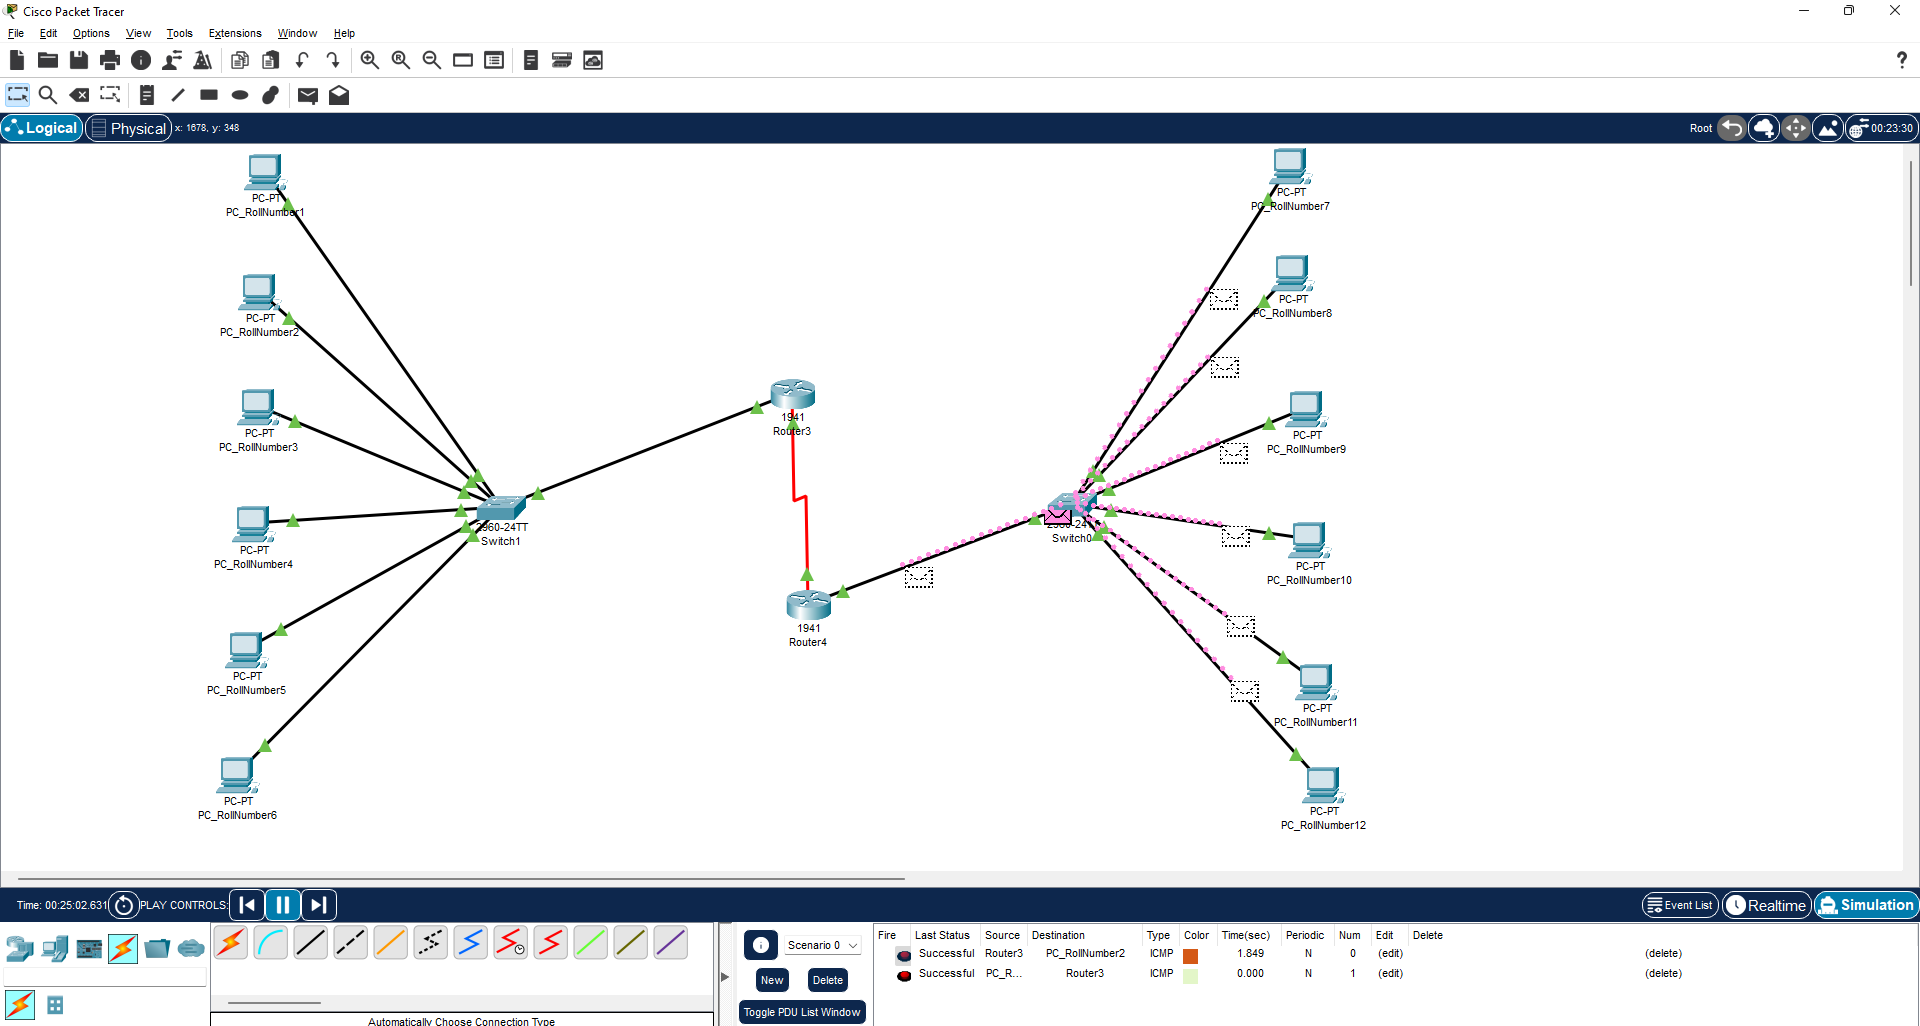 Cisco Packet Tracer
File Edit Options View Tools Extensions Window Help
Logical Physical x: 1678, y: 348 Root 00:23:30
PC-PT
PC_RollNumber1
PC-PT
PC_RollNumber2
PC-PT
PC_RollNumber3
PC-PT
PC_RollNumber4
PC-PT
PC_RollNumber5
PC-PT
PC_RollNumber6
2960-24TT
Switch1
1941
Router3
1941
Router4
2960-24TT
Switch0
PC-PT
PC_RollNumber7
PC-PT
PC_RollNumber8
PC-PT
PC_RollNumber9
PC-PT
PC_RollNumber10
PC-PT
PC_RollNumber11
PC-PT
PC_RollNumber12
Time: 00:25:02.631 PLAY CONTROLS: Event List Realtime Simulation
Automatically Choose Connection Type
Scenario 0
New Delete
Toggle PDU List Window
Fire Last Status Source Destination Type Color Time(sec) Periodic Num Edit Delete
Successful Router3 PC_RollNumber2 ICMP 1.849 N 0 (edit) (delete)
Successful PC_R... Router3 ICMP 0.000 N 1 (edit) (delete)